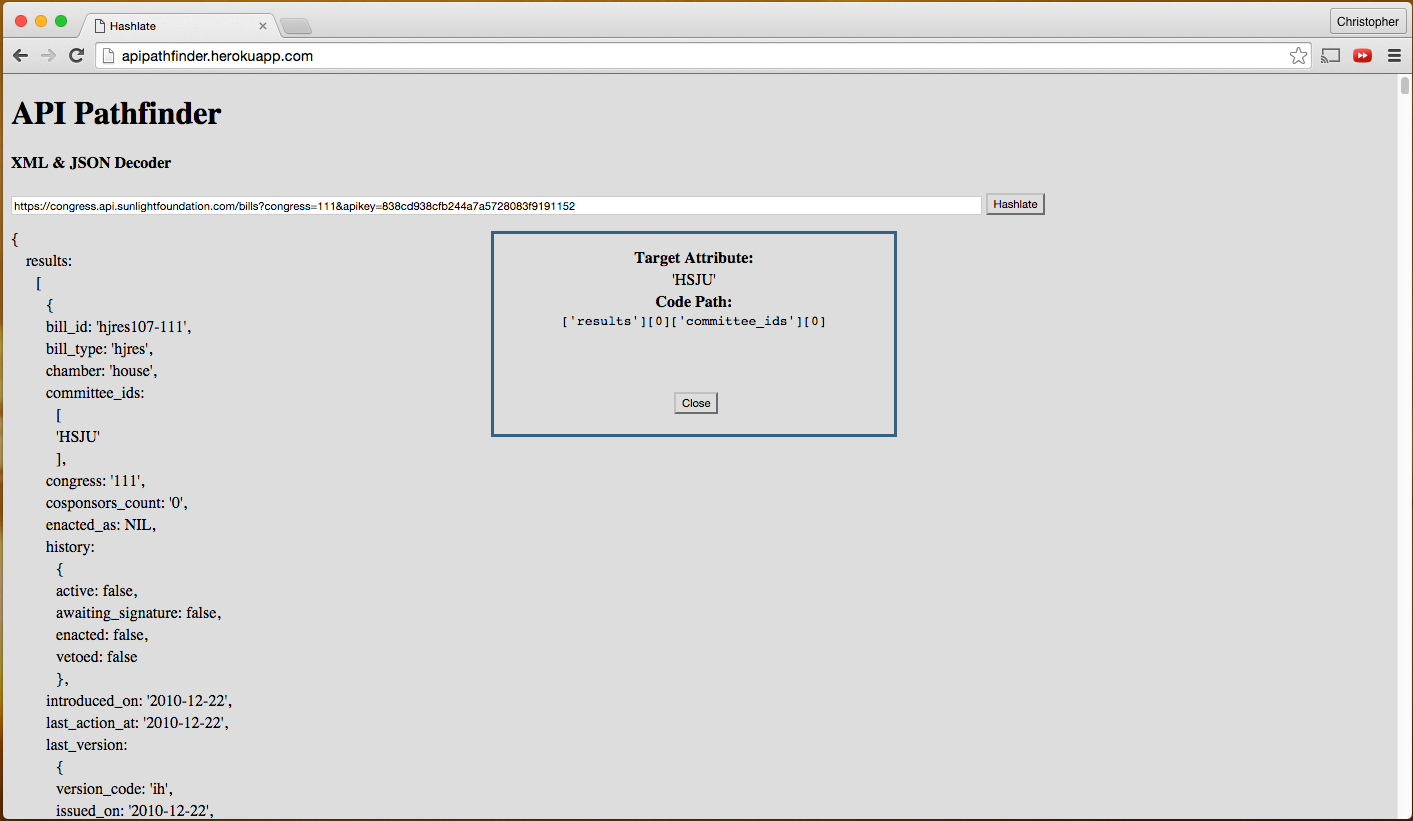 Hashlate
Christopher
apipathfinder.herokuapp.com
API Pathfinder
XML & JSON Decoder
https://congress.api.sunlightfoundation.com/bills?congress=111&apikey=838cd938cfb244a7a5728083f9191152
Hashlate
{
results:
[
{
bill_id: 'hjres107-111',
bill_type: 'hjres',
chamber: 'house',
committee_ids:
[
'HSJU'
],
congress: '111',
cosponsors_count: '0',
enacted_as: NIL,
history:
{
active: false,
awaiting_signature: false,
enacted: false,
vetoed: false
},
introduced_on: '2010-12-22',
last_action_at: '2010-12-22',
last_version:
{
version_code: 'ih',
issued_on: '2010-12-22',
Target Attribute:
'HSJU'
Code Path:
['results'][0]['committee_ids'][0]
Close